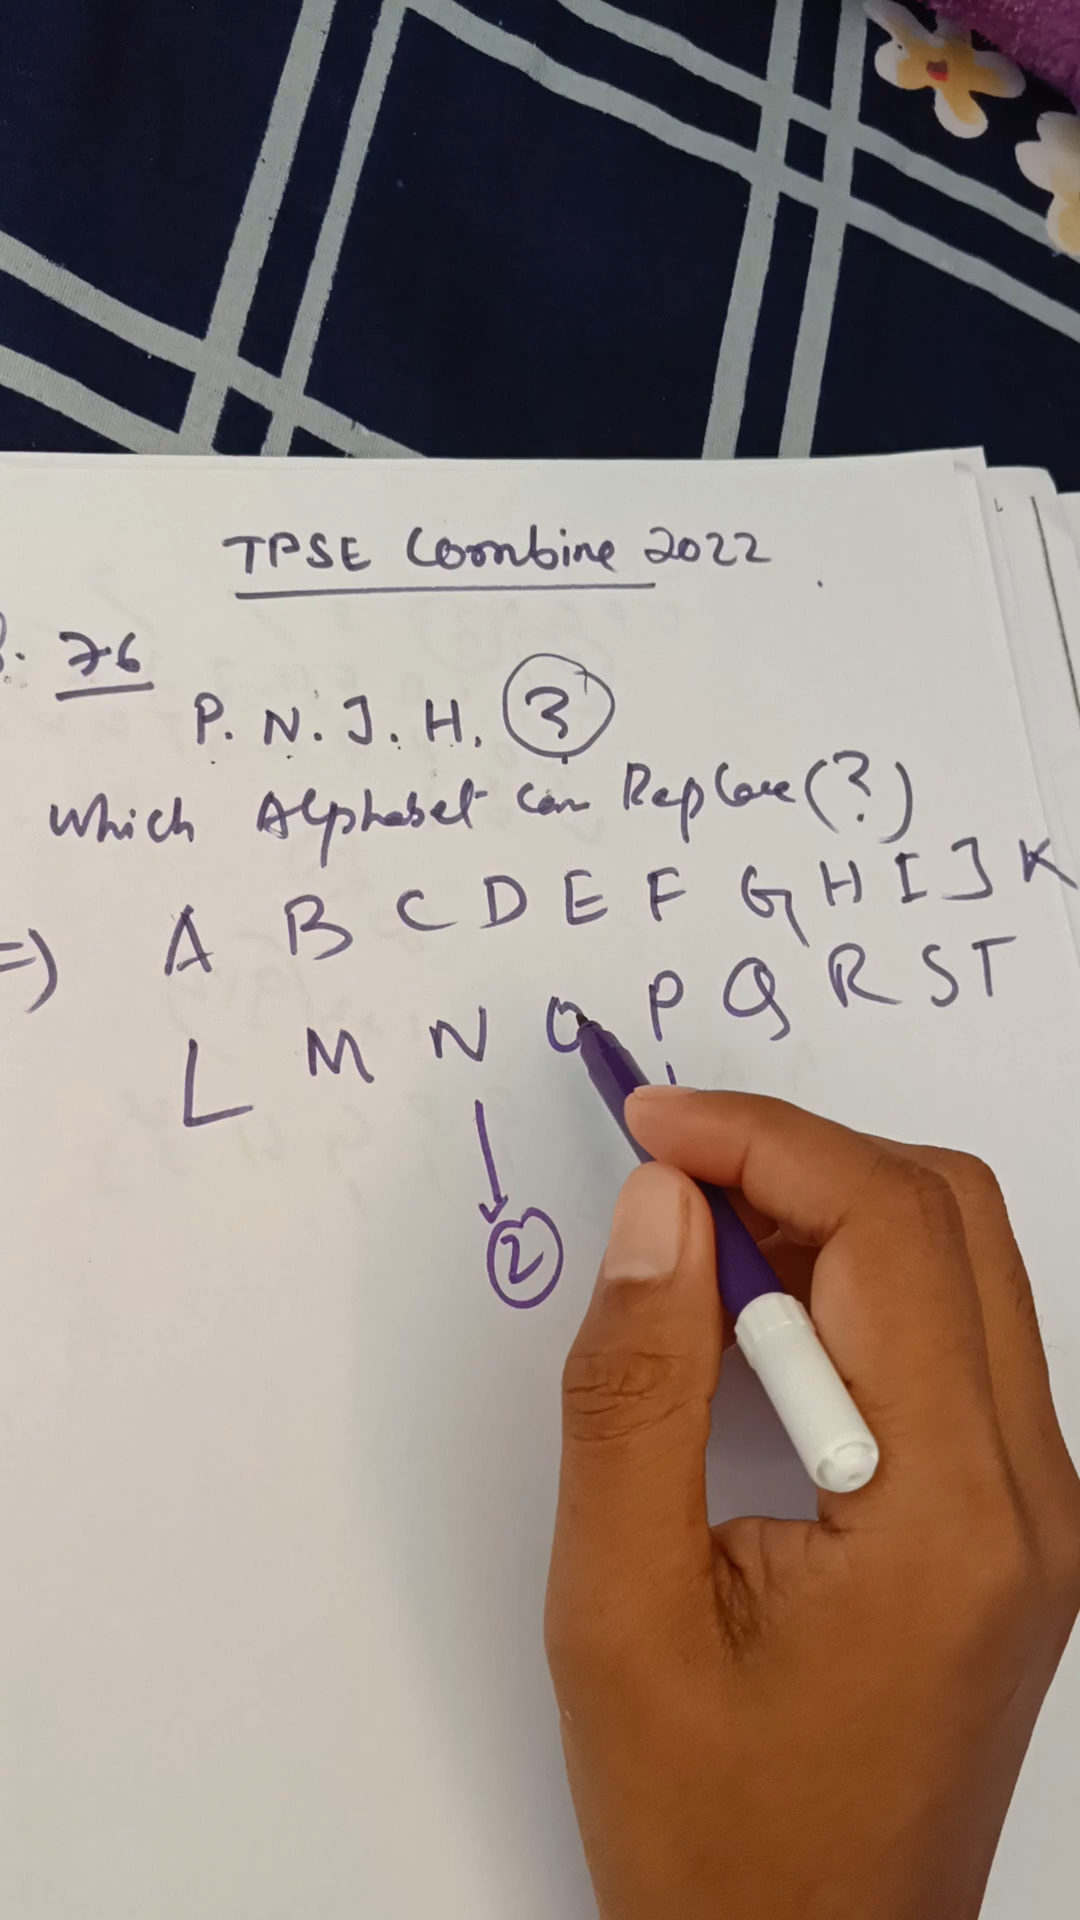 TPSE Combine 2022
76
P. N. J. H. ?
Which Alphabet can Replace (?)
=) A B C D E F G H I J K
L M N O P Q R S T
2